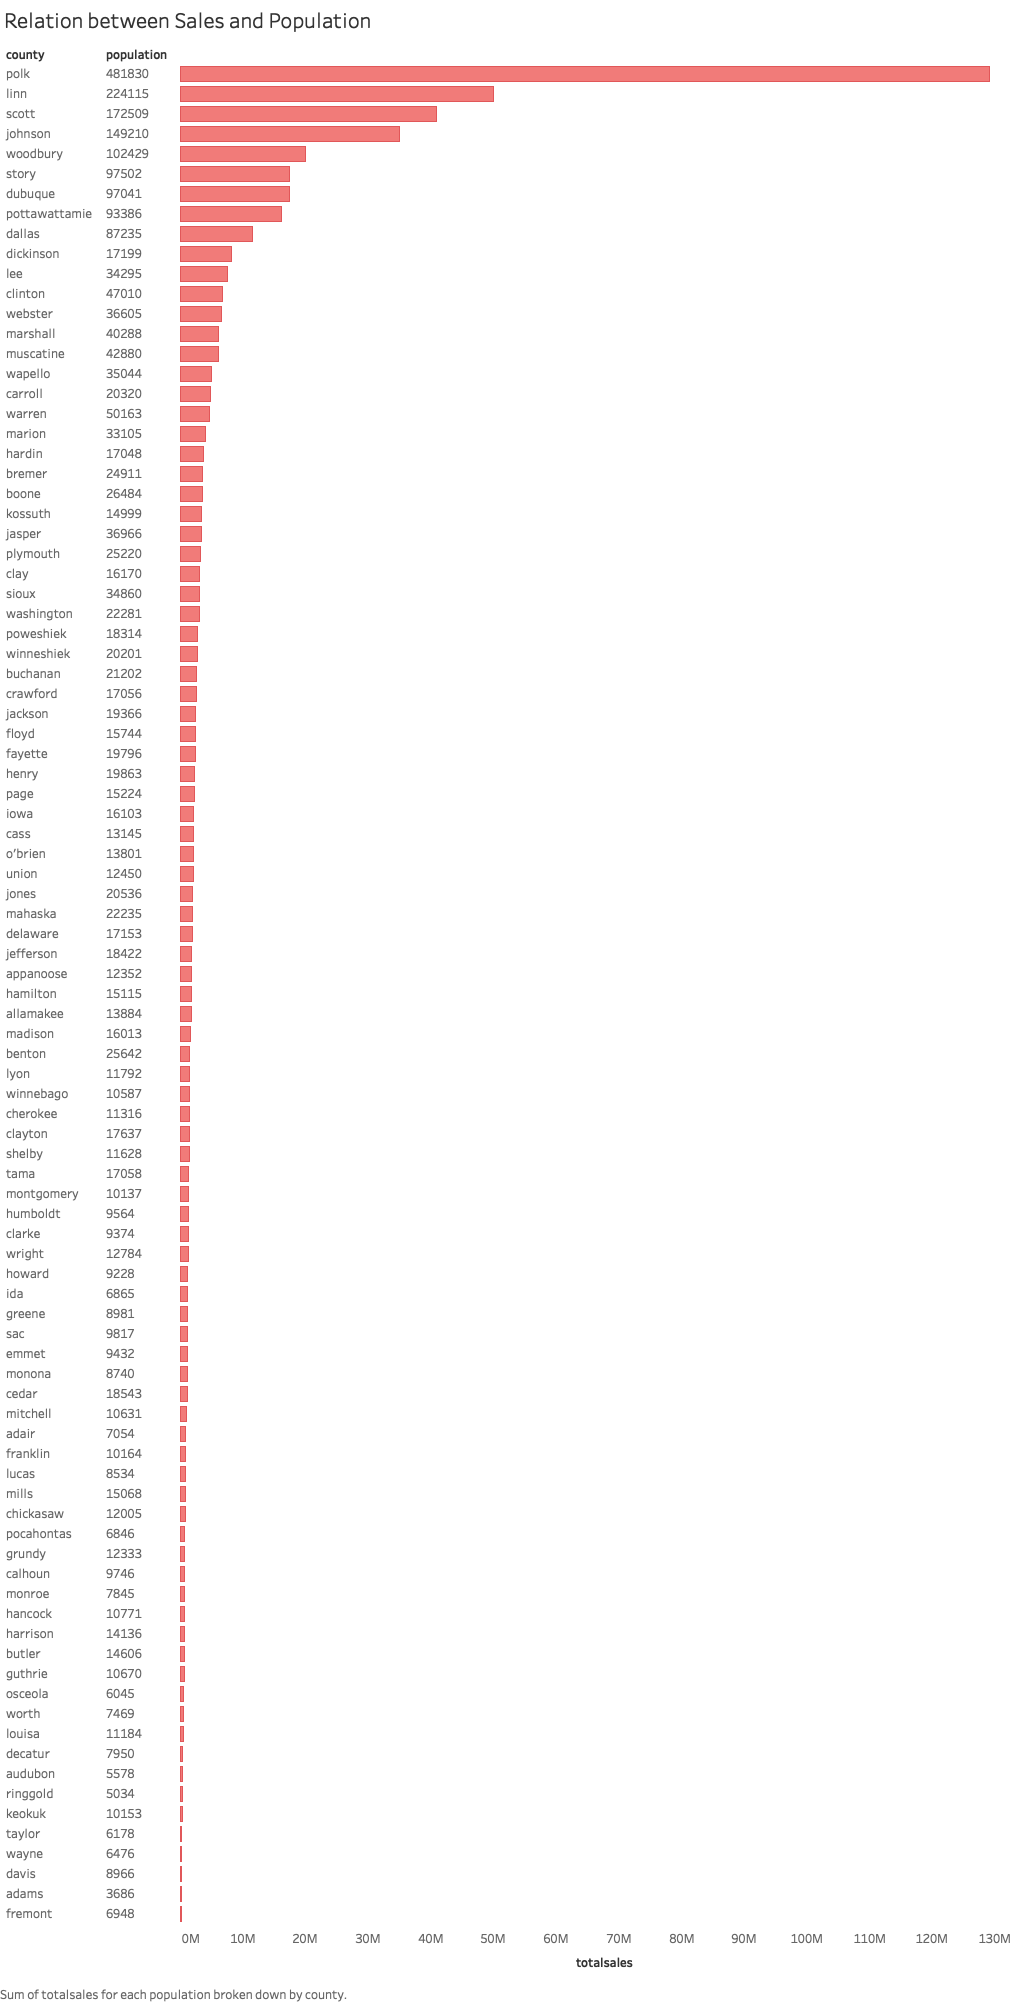 Relation between Sales and Population
county population
polk 481830
linn 224115
scott 172509
johnson 149210
woodbury 102429
story 97502
dubuque 97041
pottawattamie 93386
dallas 87235
dickinson 17199
lee 34295
clinton 47010
webster 36605
marshall 40288
muscatine 42880
wapello 35044
carroll 20320
warren 50163
marion 33105
hardin 17048
bremer 24911
boone 26484
kossuth 14999
jasper 36966
plymouth 25220
clay 16170
sioux 34860
washington 22281
poweshiek 18314
winneshiek 20201
buchanan 21202
crawford 17056
jackson 19366
floyd 15744
fayette 19796
henry 19863
page 15224
iowa 16103
cass 13145
o'brien 13801
union 12450
jones 20536
mahaska 22235
delaware 17153
jefferson 18422
appanoose 12352
hamilton 15115
allamakee 13884
madison 16013
benton 25642
lyon 11792
winnebago 10587
cherokee 11316
clayton 17637
shelby 11628
tama 17058
montgomery 10137
humboldt 9564
clarke 9374
wright 12784
howard 9228
ida 6865
greene 8981
sac 9817
emmet 9432
monona 8740
cedar 18543
mitchell 10631
adair 7054
franklin 10164
lucas 8534
mills 15068
chickasaw 12005
pocahontas 6846
grundy 12333
calhoun 9746
monroe 7845
hancock 10771
harrison 14136
butler 14606
guthrie 10670
osceola 6045
worth 7469
louisa 11184
decatur 7950
audubon 5578
ringgold 5034
keokuk 10153
taylor 6178
wayne 6476
davis 8966
adams 3686
fremont 6948
0M 10M 20M 30M 40M 50M 60M 70M 80M 90M 100M 110M 120M 130M
totalsales
Sum of totalsales for each population broken down by county.